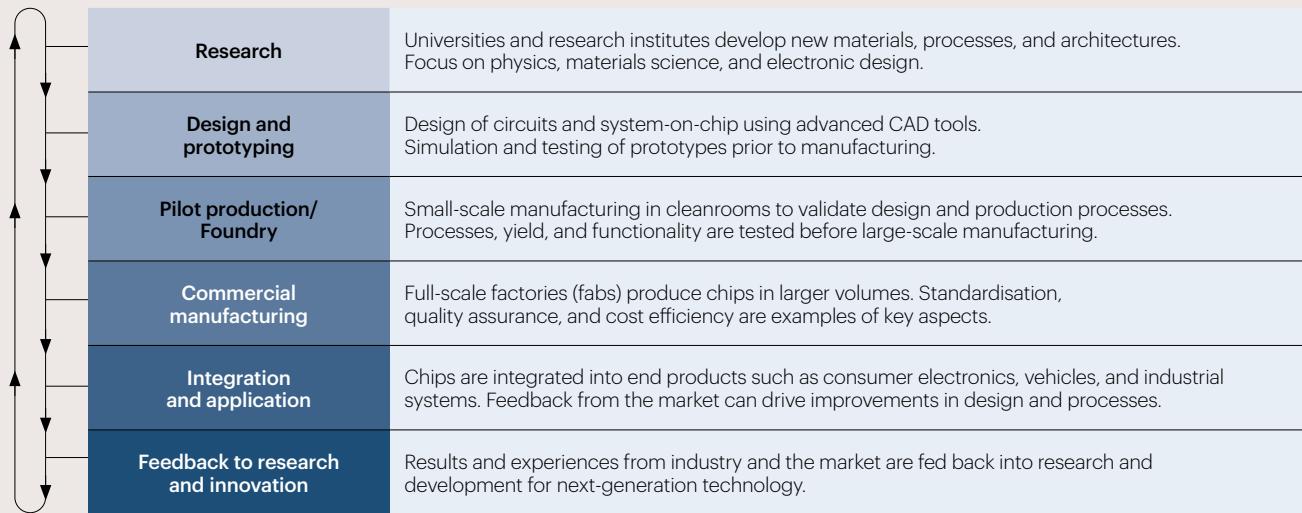 Research
Universities and research institutes develop new materials, processes, and architectures.
Focus on physics, materials science, and electronic design.
Design and
prototyping
Design of circuits and system-on-chip using advanced CAD tools.
Simulation and testing of prototypes prior to manufacturing.
Pilot production/
Foundry
Small-scale manufacturing in cleanrooms to validate design and production processes.
Processes, yield, and functionality are tested before large-scale manufacturing.
Commercial
manufacturing
Full-scale factories (fabs) produce chips in larger volumes. Standardisation,
quality assurance, and cost efficiency are examples of key aspects.
Integration
and application
Chips are integrated into end products such as consumer electronics, vehicles, and industrial
systems. Feedback from the market can drive improvements in design and processes.
Feedback to research
and innovation
Results and experiences from industry and the market are fed back into research and
development for next-generation technology.